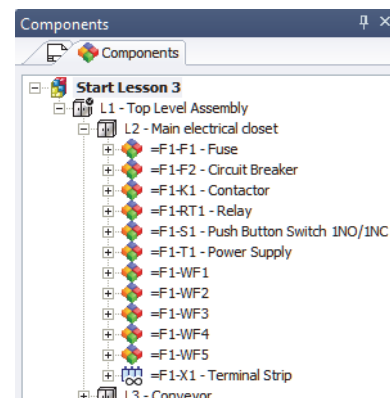 Components
Components
Start Lesson 3
L1 - Top Level Assembly
L2 - Main electrical closet
=F1-F1 - Fuse
=F1-F2 - Circuit Breaker
=F1-K1 - Contactor
=F1-RT1 - Relay
=F1-S1 - Push Button Switch 1NO/1NC
=F1-T1 - Power Supply
=F1-WF1
=F1-WF2
=F1-WF3
=F1-WF4
=F1-WF5
=F1-X1 - Terminal Strip
L3 - Conveyor